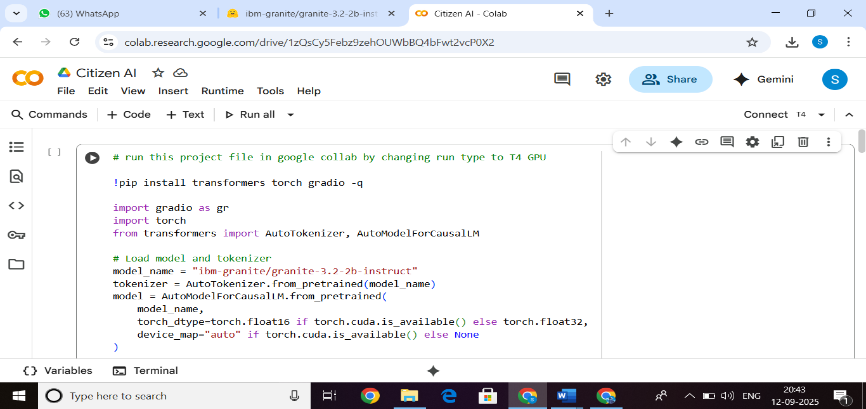 (63) WhatsApp
ibm-granite/granite-3.2-2b-inst
Citizen AI - Colab
colab.research.google.com/drive/1zQsCy5Febz9zehOUWbBQ4bFwt2vcP0X2
S
CO
Citizen AI
File Edit View Insert Runtime Tools Help
Share
Gemini
S
Commands + Code + Text Run all
Connect T4
[ ]
# run this project file in google collab by changing run type to T4 GPU
!pip install transformers torch gradio -q
import gradio as gr
import torch
from transformers import AutoTokenizer, AutoModelForCausalLM
# Load model and tokenizer
model_name = "ibm-granite/granite-3.2-2b-instruct"
tokenizer = AutoTokenizer.from_pretrained(model_name)
model = AutoModelForCausalLM.from_pretrained(
model_name,
torch_dtype=torch.float16 if torch.cuda.is_available() else torch.float32,
device_map="auto" if torch.cuda.is_available() else None
)
{} Variables Terminal
Type here to search
W
ENG
20:43
12-09-2025
1